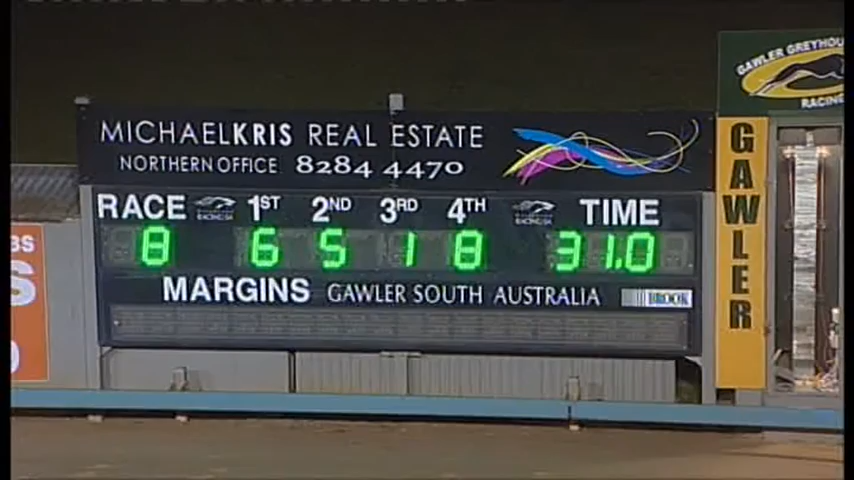 GAWLER GREYHOU
RACING
MICHAELKRIS REAL ESTATE
NORTHERN OFFICE 8284 4470
RACE 1ST 2ND 3RD 4TH TIME
8 6 5 1 8 31.0
MARGINS GAWLER SOUTH AUSTRALIA BROOK
GAWLER
BS
S